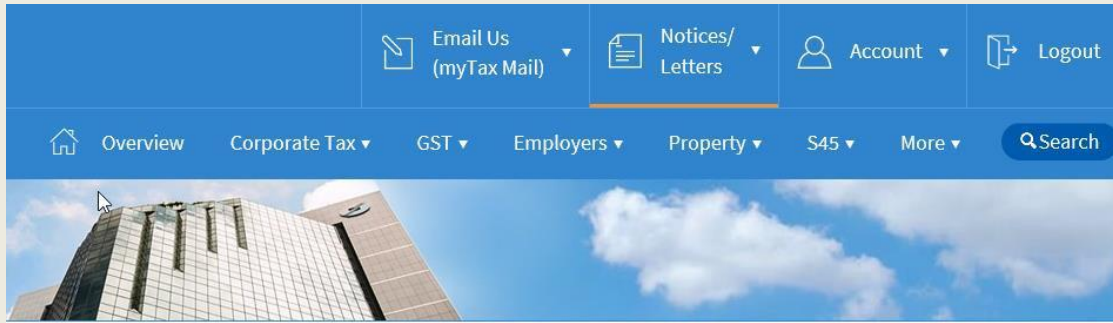 Email Us
(myTax Mail)
Notices/
Letters
Account
Logout
Overview
Corporate Tax
GST
Employers
Property
S45
More
Search